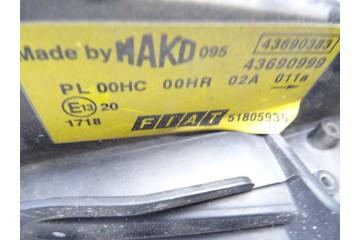 Made by MAKO 095 43690383
43690999
PL 00HC 00HR 02A 011a
E13 20
1718
FIAT 51805935